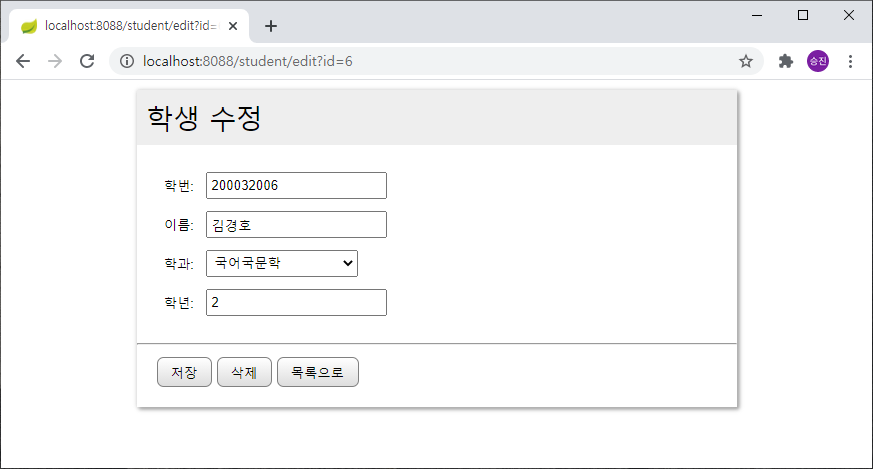 localhost:8088/student/edit?id=
localhost:8088/student/edit?id=6
승진
학생 수정
학번: 200032006
이름: 김경호
학과: 국어국문학
학년: 2
저장 삭제 목록으로